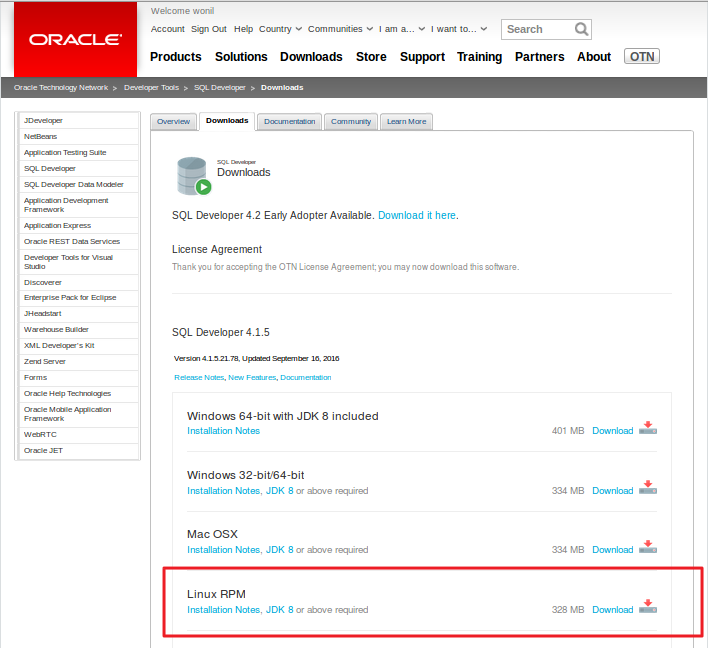 ORACLE
Welcome wonil
Account Sign Out Help Country Communities I am a... I want to...
Search
Products Solutions Downloads Store Support Training Partners About OTN
Oracle Technology Network > Developer Tools > SQL Developer > Downloads
JDeveloper
NetBeans
Application Testing Suite
SQL Developer
SQL Developer Data Modeler
Application Development
Framework
Application Express
Oracle REST Data Services
Developer Tools for Visual
Studio
Discoverer
Enterprise Pack for Eclipse
JHeadstart
Warehouse Builder
XML Developer's Kit
Zend Server
Forms
Oracle Help Technologies
Oracle Mobile Application
Framework
WebRTC
Oracle JET
Overview Downloads Documentation Community Learn More
SQL Developer
Downloads
SQL Developer 4.2 Early Adopter Available. Download it here.
License Agreement
Thank you for accepting the OTN License Agreement; you may now download this software.
SQL Developer 4.1.5
Version 4.1.5.21.78, Updated September 16, 2016
Release Notes, New Features, Documentation
Windows 64-bit with JDK 8 included
Installation Notes 401 MB Download
Windows 32-bit/64-bit
Installation Notes, JDK 8 or above required 334 MB Download
Mac OSX
Installation Notes, JDK 8 or above required 334 MB Download
Linux RPM
Installation Notes, JDK 8 or above required 328 MB Download